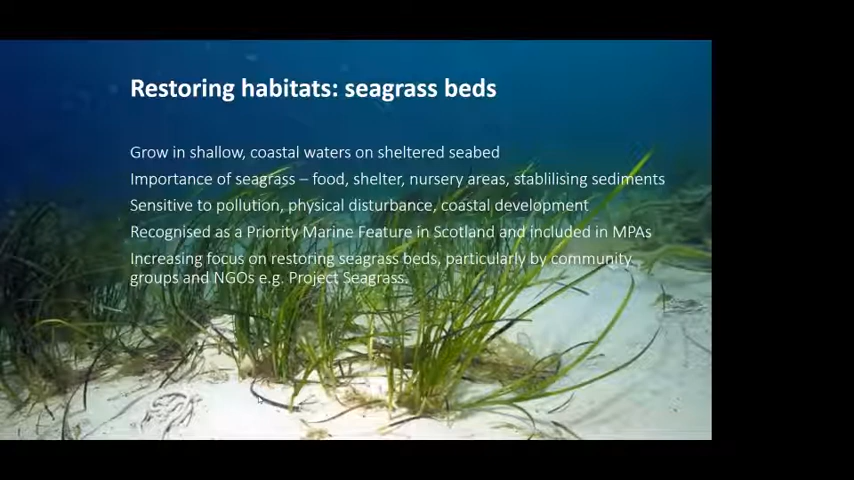 Restoring habitats: seagrass beds
Grow in shallow, coastal waters on sheltered seabed
Importance of seagrass – food, shelter, nursery areas, stablilising sediments
Sensitive to pollution, physical disturbance, coastal development
Recognised as a Priority Marine Feature in Scotland and included in MPAs
Increasing focus on restoring seagrass beds, particularly by community
groups and NGOs e.g. Project Seagrass.